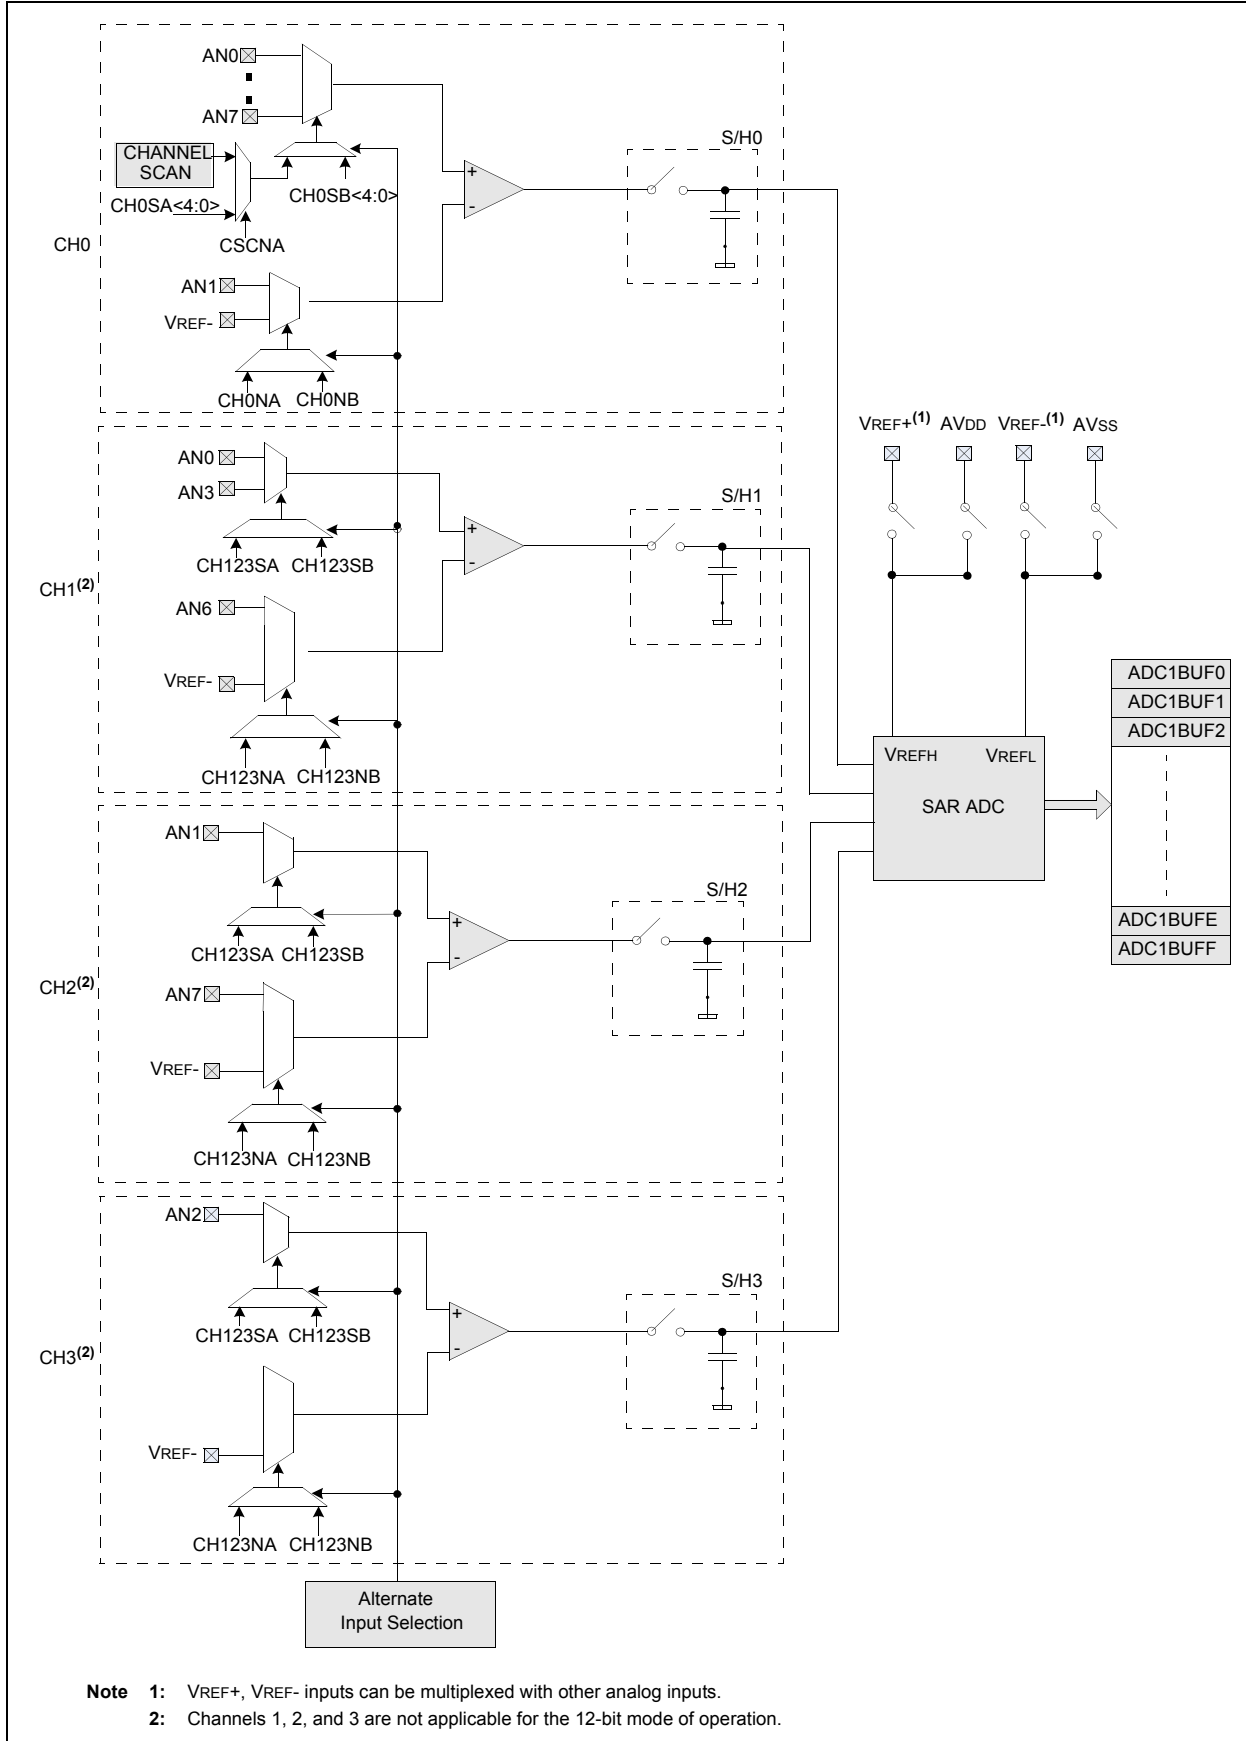 AN0
AN7
CHANNEL
SCAN
CH0SA<4:0>
CH0SB<4:0>
CSCNA
CH0
AN1
VREF-
CH0NA CH0NB
+
-
S/H0
AN0
AN3
CH123SA CH123SB
CH1(2)
AN6
VREF-
CH123NA CH123NB
+
-
S/H1
VREF+(1) AVDD VREF-(1) AVSS
VREFH VREFL
SAR ADC
ADC1BUF0
ADC1BUF1
ADC1BUF2
ADC1BUFE
ADC1BUFF
AN1
CH123SA CH123SB
CH2(2)
AN7
VREF-
CH123NA CH123NB
+
-
S/H2
AN2
CH123SA CH123SB
CH3(2)
VREF-
CH123NA CH123NB
+
-
S/H3
Alternate
Input Selection
Note 1: VREF+, VREF- inputs can be multiplexed with other analog inputs.
2: Channels 1, 2, and 3 are not applicable for the 12-bit mode of operation.